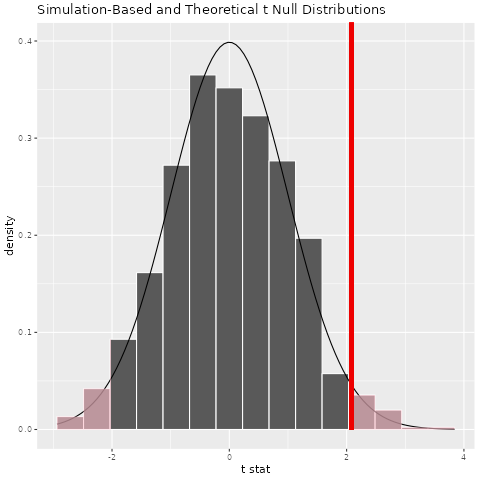 Simulation-Based and Theoretical t Null Distributions
0.4
0.3
0.2
0.1
0.0
density
-2 0 2 4
t stat